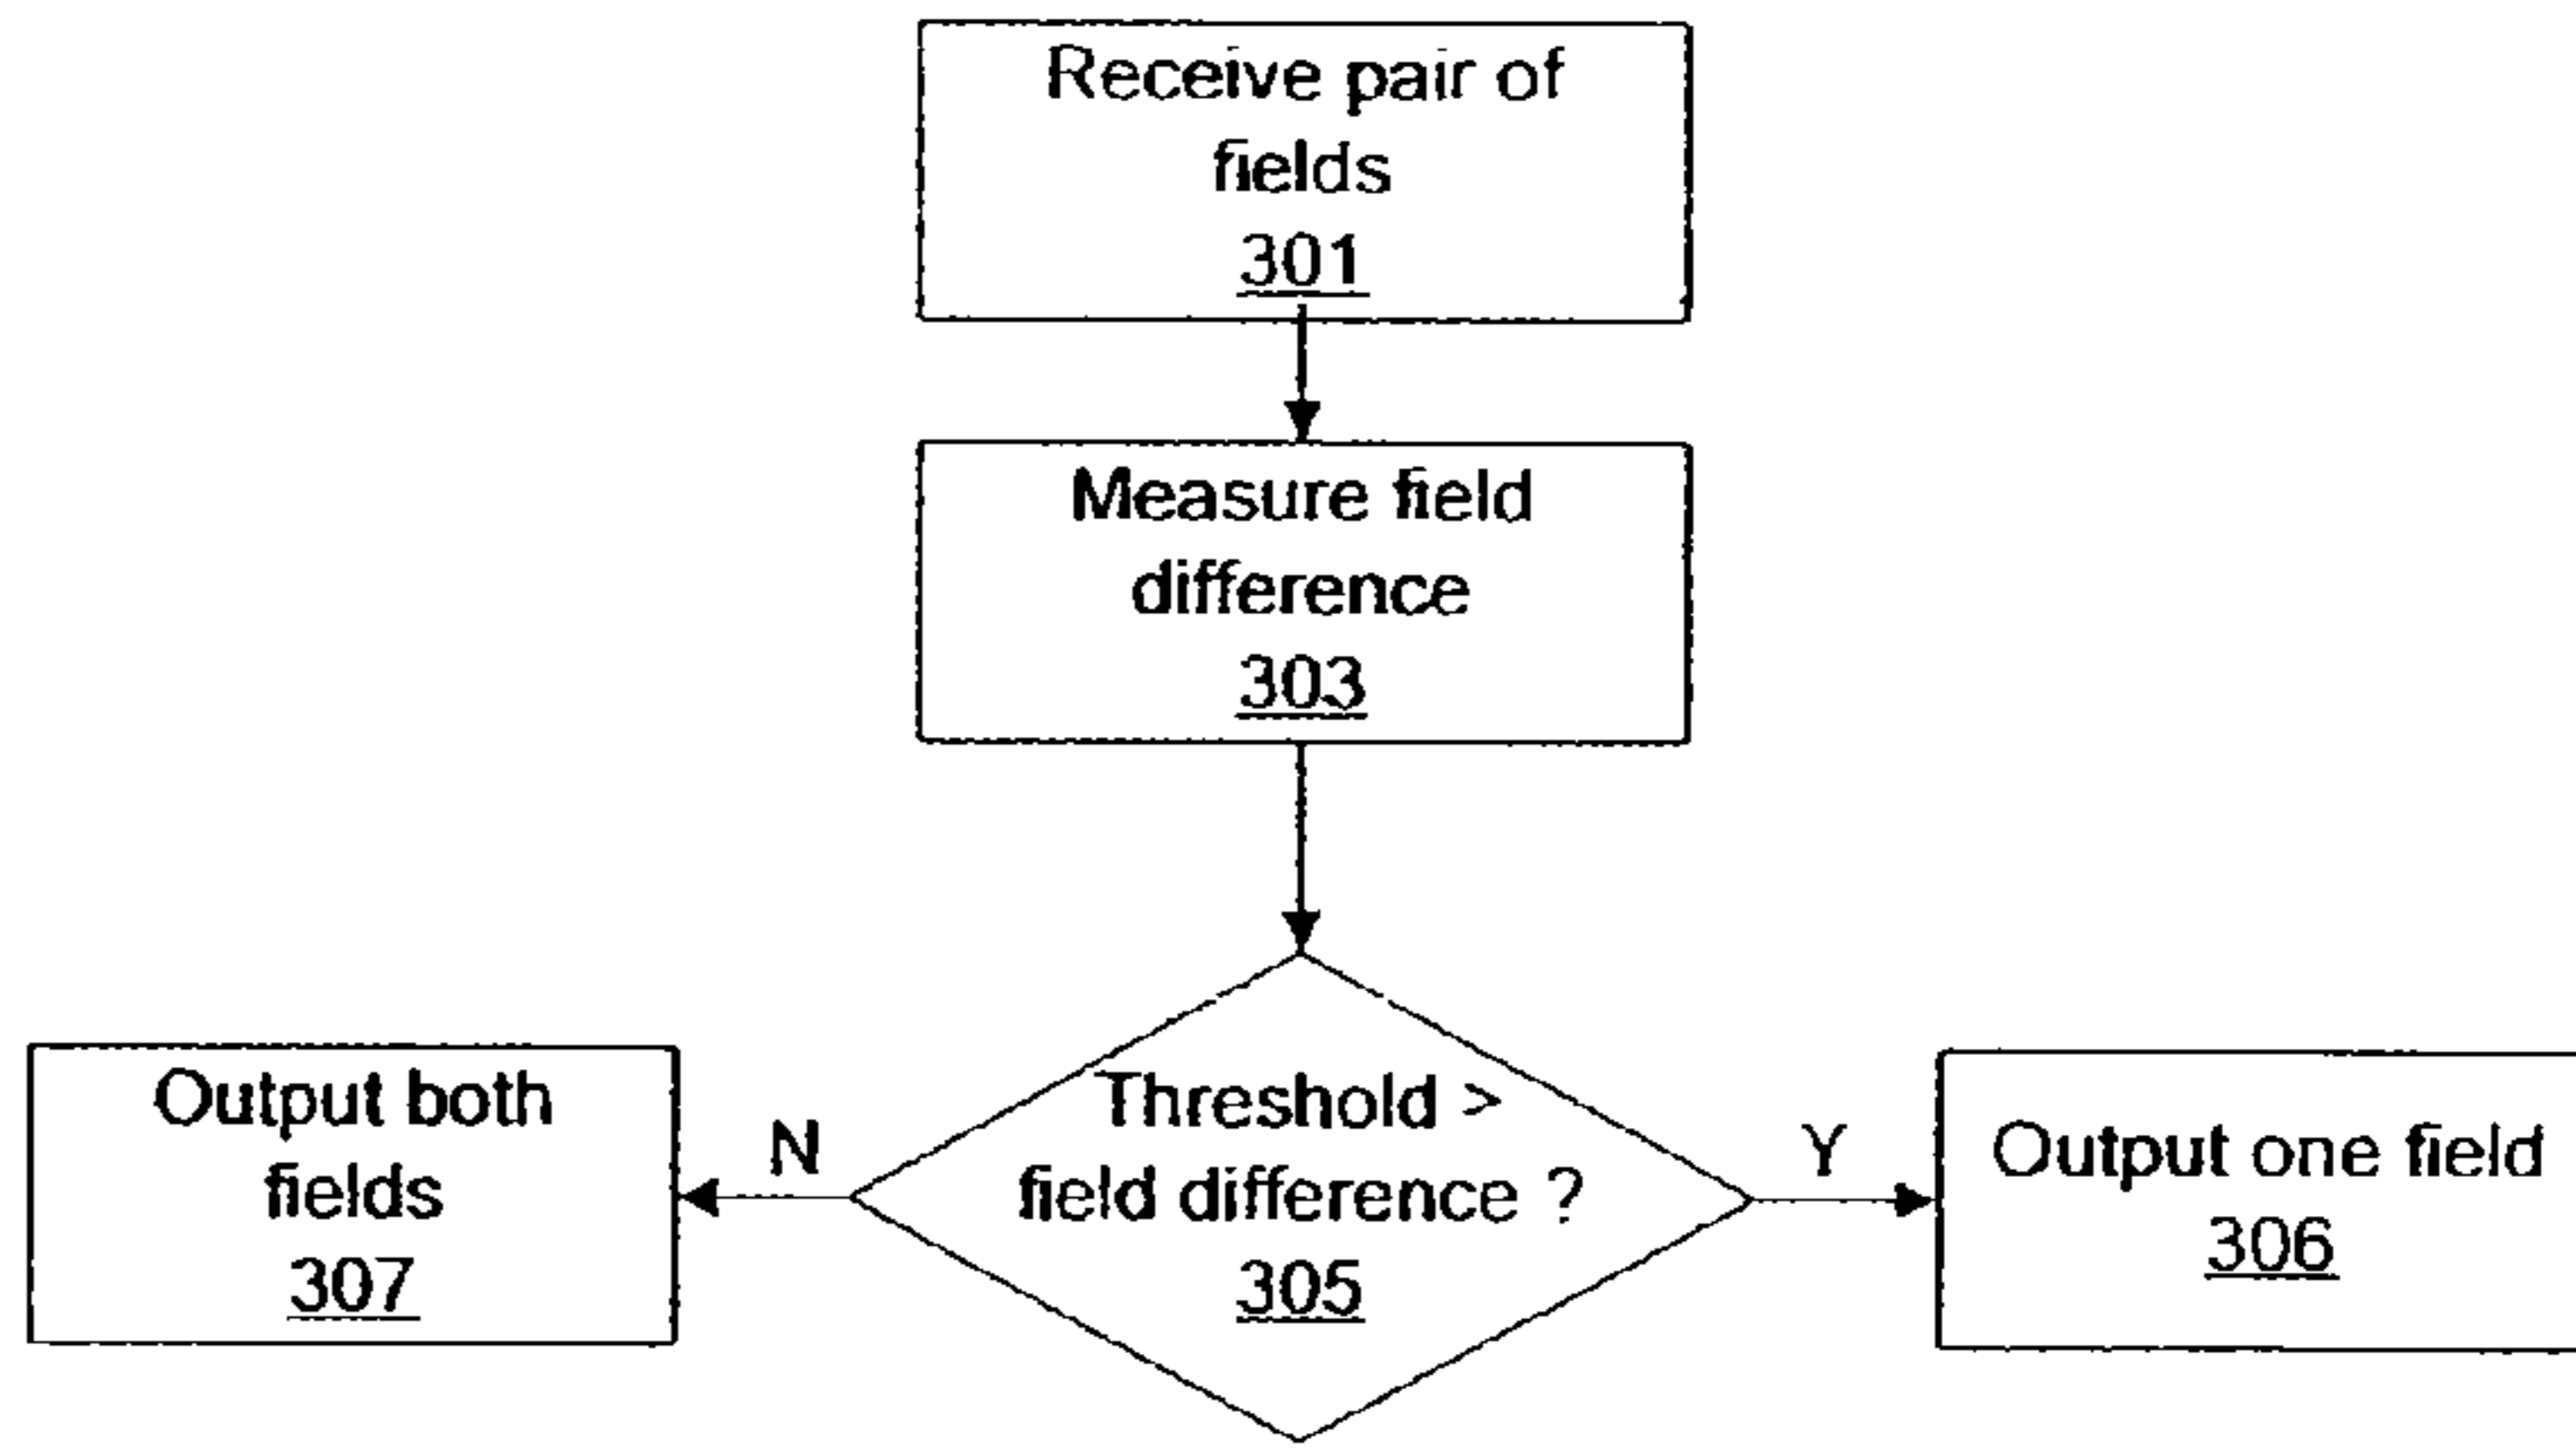 Receive pair of
fields
301
Measure field
difference
303
Threshold >
field difference ?
305
N
Y
Output both
fields
307
Output one field
306